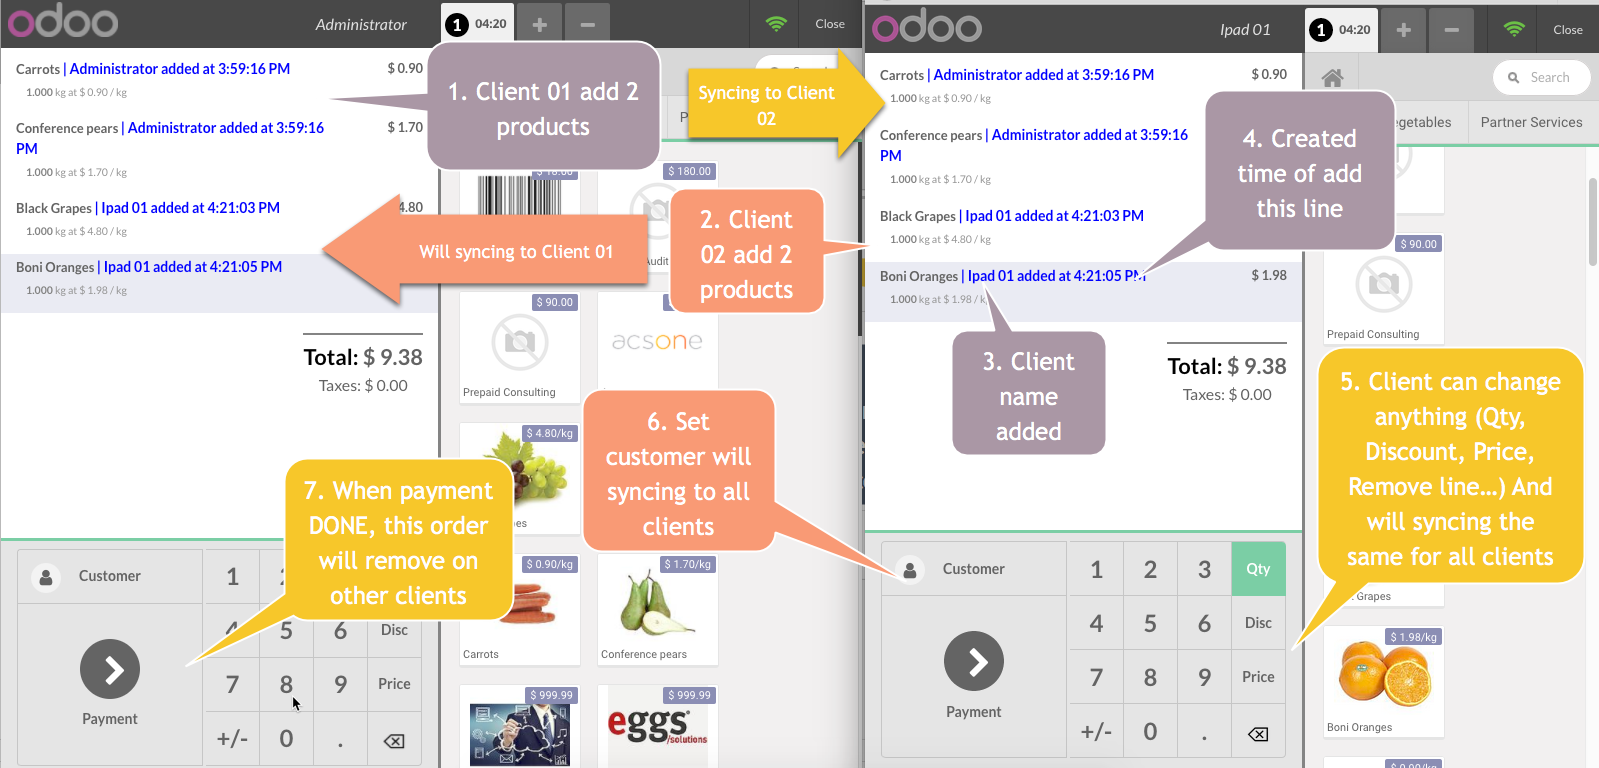 odoo
Administrator
1 04:20
+
−
Close
Carrots | Administrator added at 3:59:16 PM
$ 0.90
1.000 kg at $ 0.90 / kg
Conference pears | Administrator added at 3:59:16
PM
$ 1.70
1.000 kg at $ 1.70 / kg
Black Grapes | Ipad 01 added at 4:21:03 PM
4.80
1.000 kg at $ 4.80 / kg
Boni Oranges | Ipad 01 added at 4:21:05 PM
1.000 kg at $ 1.98 / kg
Total: $ 9.38
Taxes: $ 0.00
1. Client 01 add 2
products
Syncing to Client
02
Will syncing to Client 01
2. Client
02 add 2
products
P
$ 180.00
Audit
$ 90.00
acsone
Prepaid Consulting
$ 4.80/kg
pes
6. Set
customer will
syncing to all
clients
7. When payment
DONE, this order
will remove on
other clients
$ 0.90/kg
$ 1.70/kg
Carrots
Conference pears
$ 999.99
$ 999.99
eggs
/solutions
Customer
Payment
1
4 5 6 Disc
7 8 9 Price
+/- 0 .
odoo
Ipad 01
1 04:20
+
−
Close
Search
egetables
Partner Services
Carrots | Administrator added at 3:59:16 PM
$ 0.90
1.000 kg at $ 0.90 / kg
Conference pears | Administrator added at 3:59:16
PM
1.000 kg at $ 1.70 / kg
Black Grapes | Ipad 01 added at 4:21:03 PM
1.000 kg at $ 4.80 / kg
Boni Oranges | Ipad 01 added at 4:21:05 PM
$ 1.98
1.000 kg at $ 1.98 / k
Total: $ 9.38
Taxes: $ 0.00
4. Created
time of add
this line
3. Client
name
added
$ 90.00
Prepaid Consulting
5. Client can change
anything (Qty,
Discount, Price,
Remove line...) And
will syncing the
same for all clients
Grapes
$ 1.98/kg
Boni Oranges
Customer
Payment
1 2 3 Qty
4 5 6 Disc
7 8 9 Price
+/- 0 .